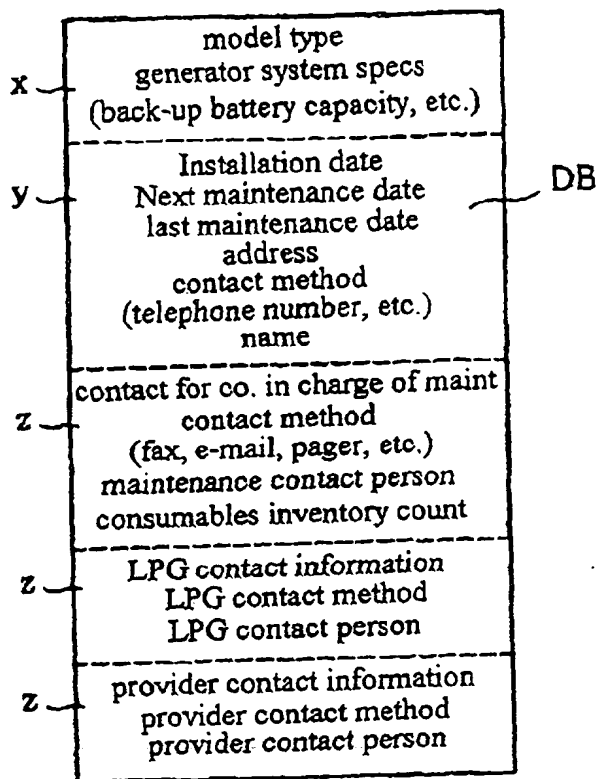 model type
generator system specs
x
(back-up battery capacity, etc.)
Installation date
y
Next maintenance date
DB
last maintenance date
address
contact method
(telephone number, etc.)
name
contact for co. in charge of maint
z
contact method
(fax, e-mail, pager, etc.)
maintenance contact person
consumables inventory count
LPG contact information
z
LPG contact method
LPG contact person
provider contact information
z
provider contact method
provider contact person